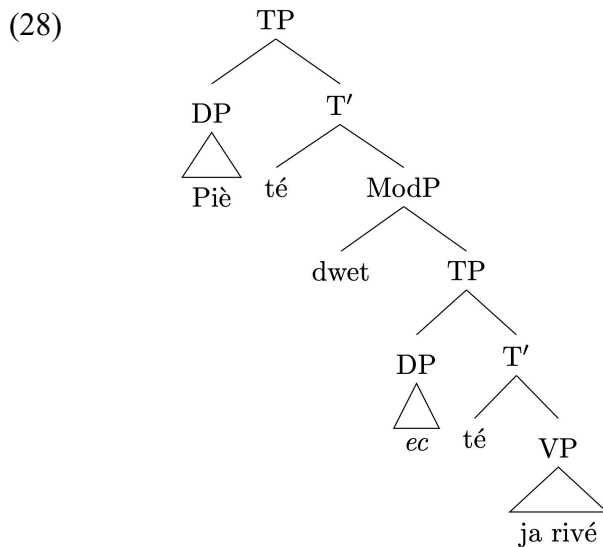 (28) TP
DP T′
Piè té ModP
dwet TP
DP T′
ec té VP
ja rivé